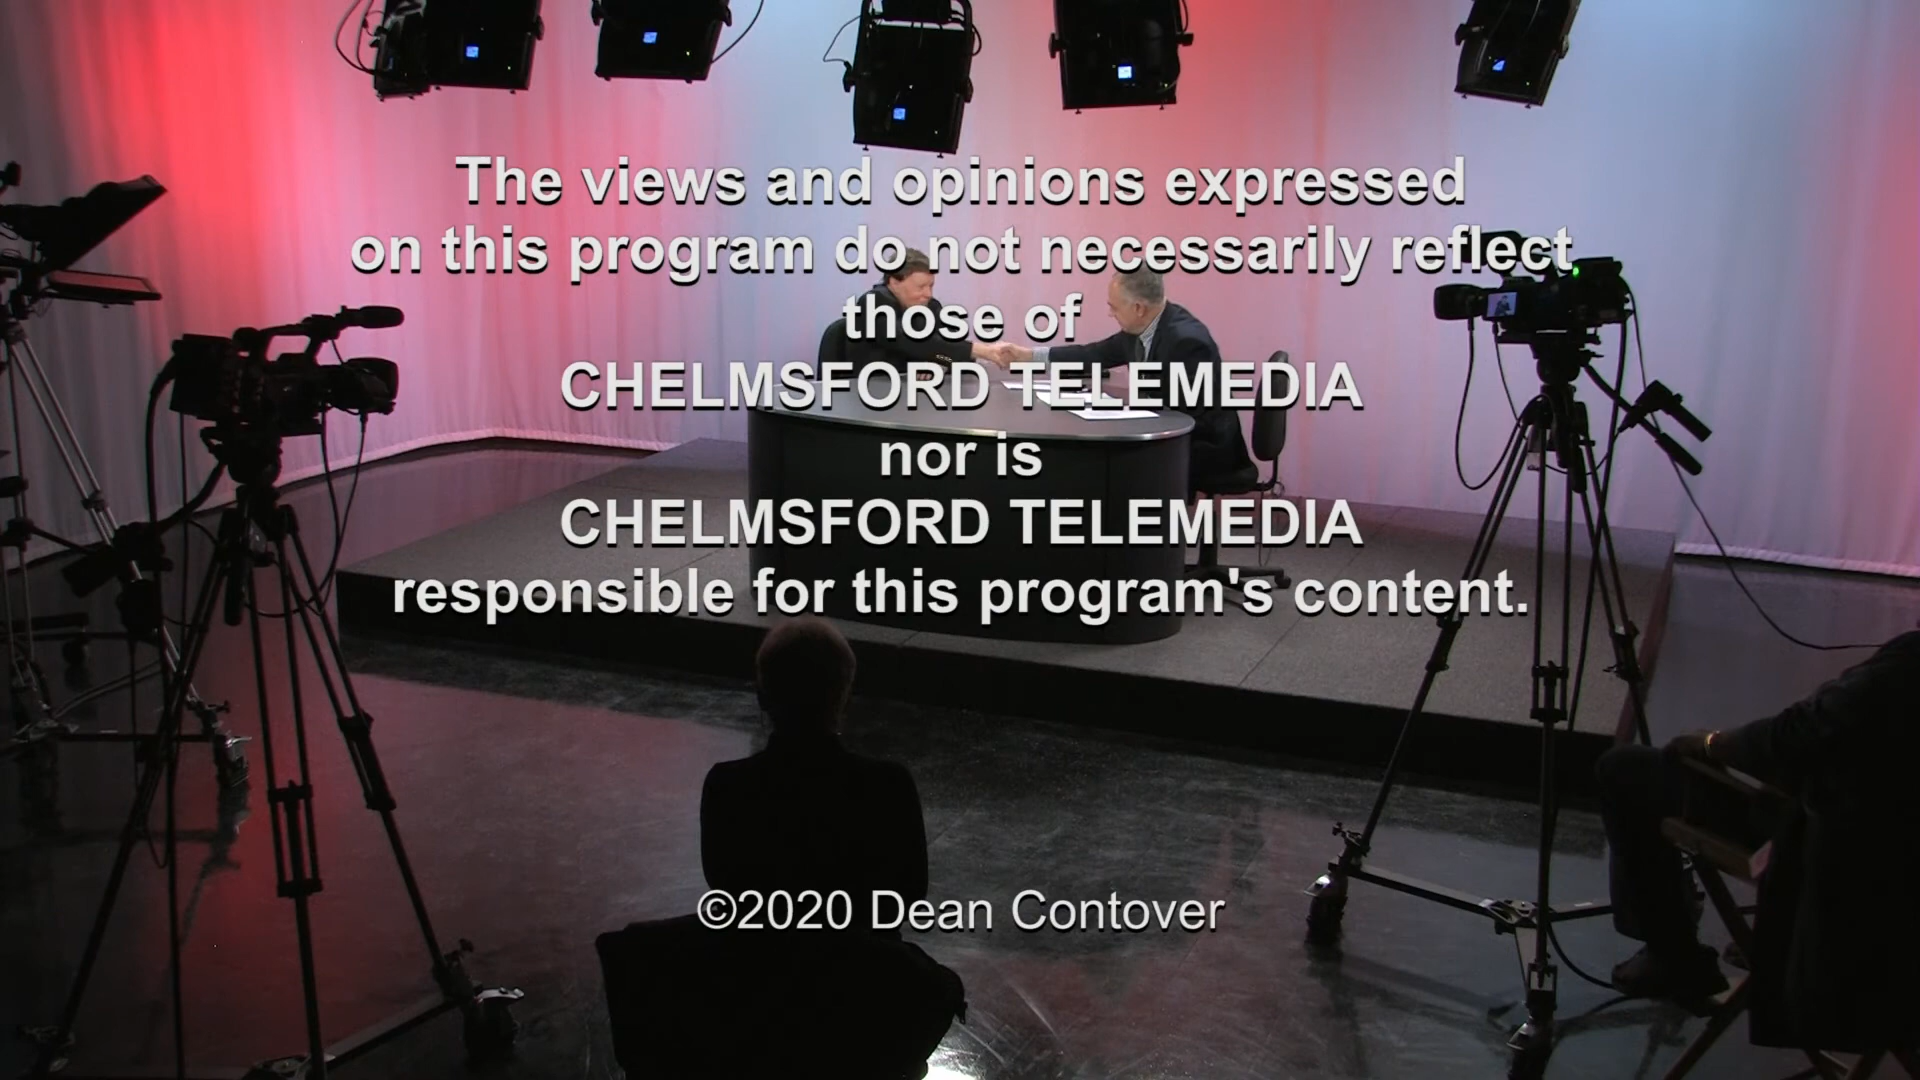 The views and opinions expressed
on this program do not necessarily reflect
those of
CHELMSFORD TELEMEDIA
nor is
CHELMSFORD TELEMEDIA
responsible for this program's content.
©2020 Dean Contover